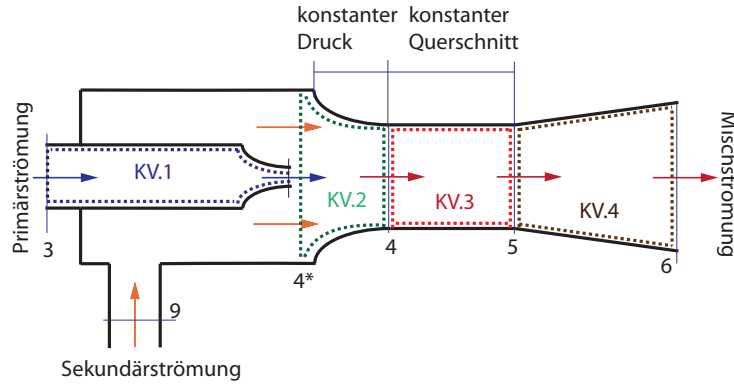 konstanter konstanter
Druck Querschnitt
Primärströmung
Mischstromung
KV.1
KV.2
KV.3
KV.4
3
4*
4
5
6
9
Sekundärströmung